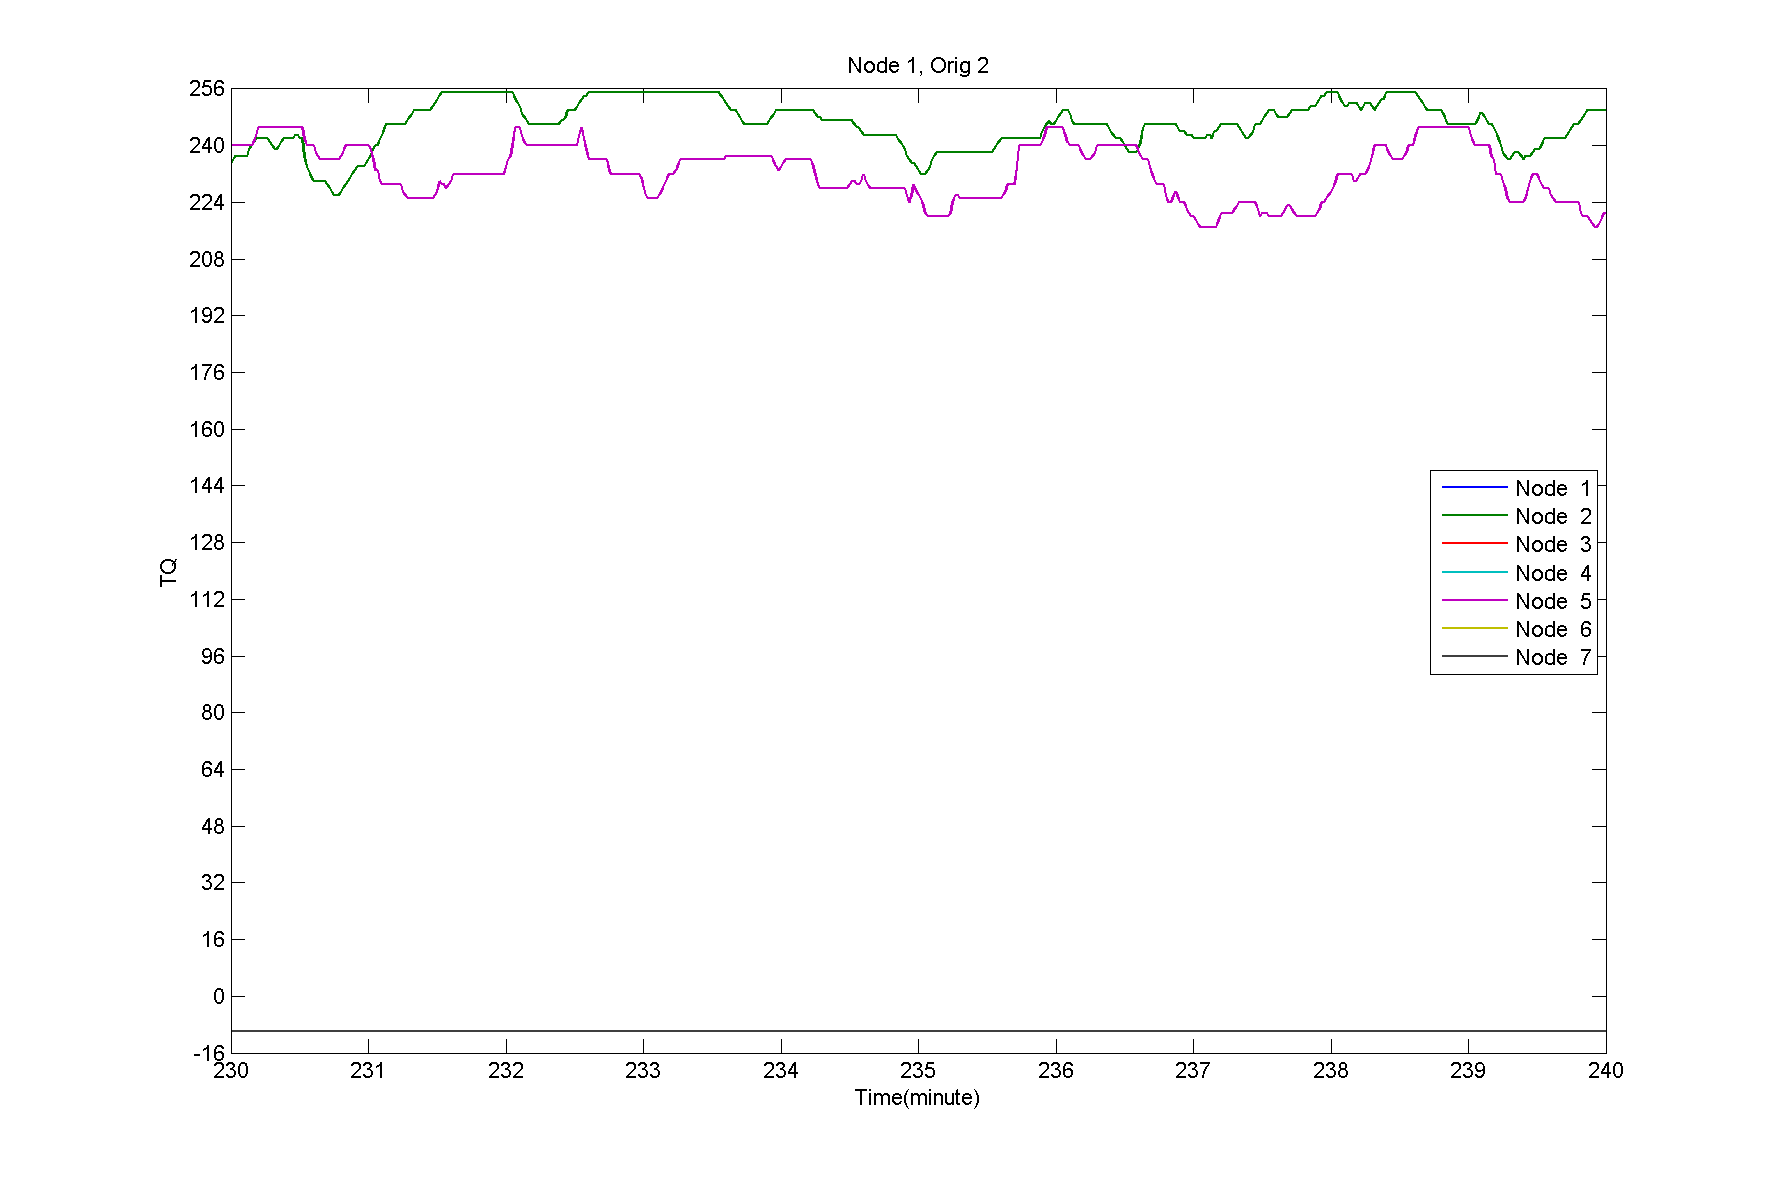 Node 1, Orig 2
256
240
224
208
192
176
160
144
128
112
96
80
64
48
32
16
0
-16
TQ
Node 1
Node 2
Node 3
Node 4
Node 5
Node 6
Node 7
230 231 232 233 234 235 236 237 238 239 240
Time(minute)